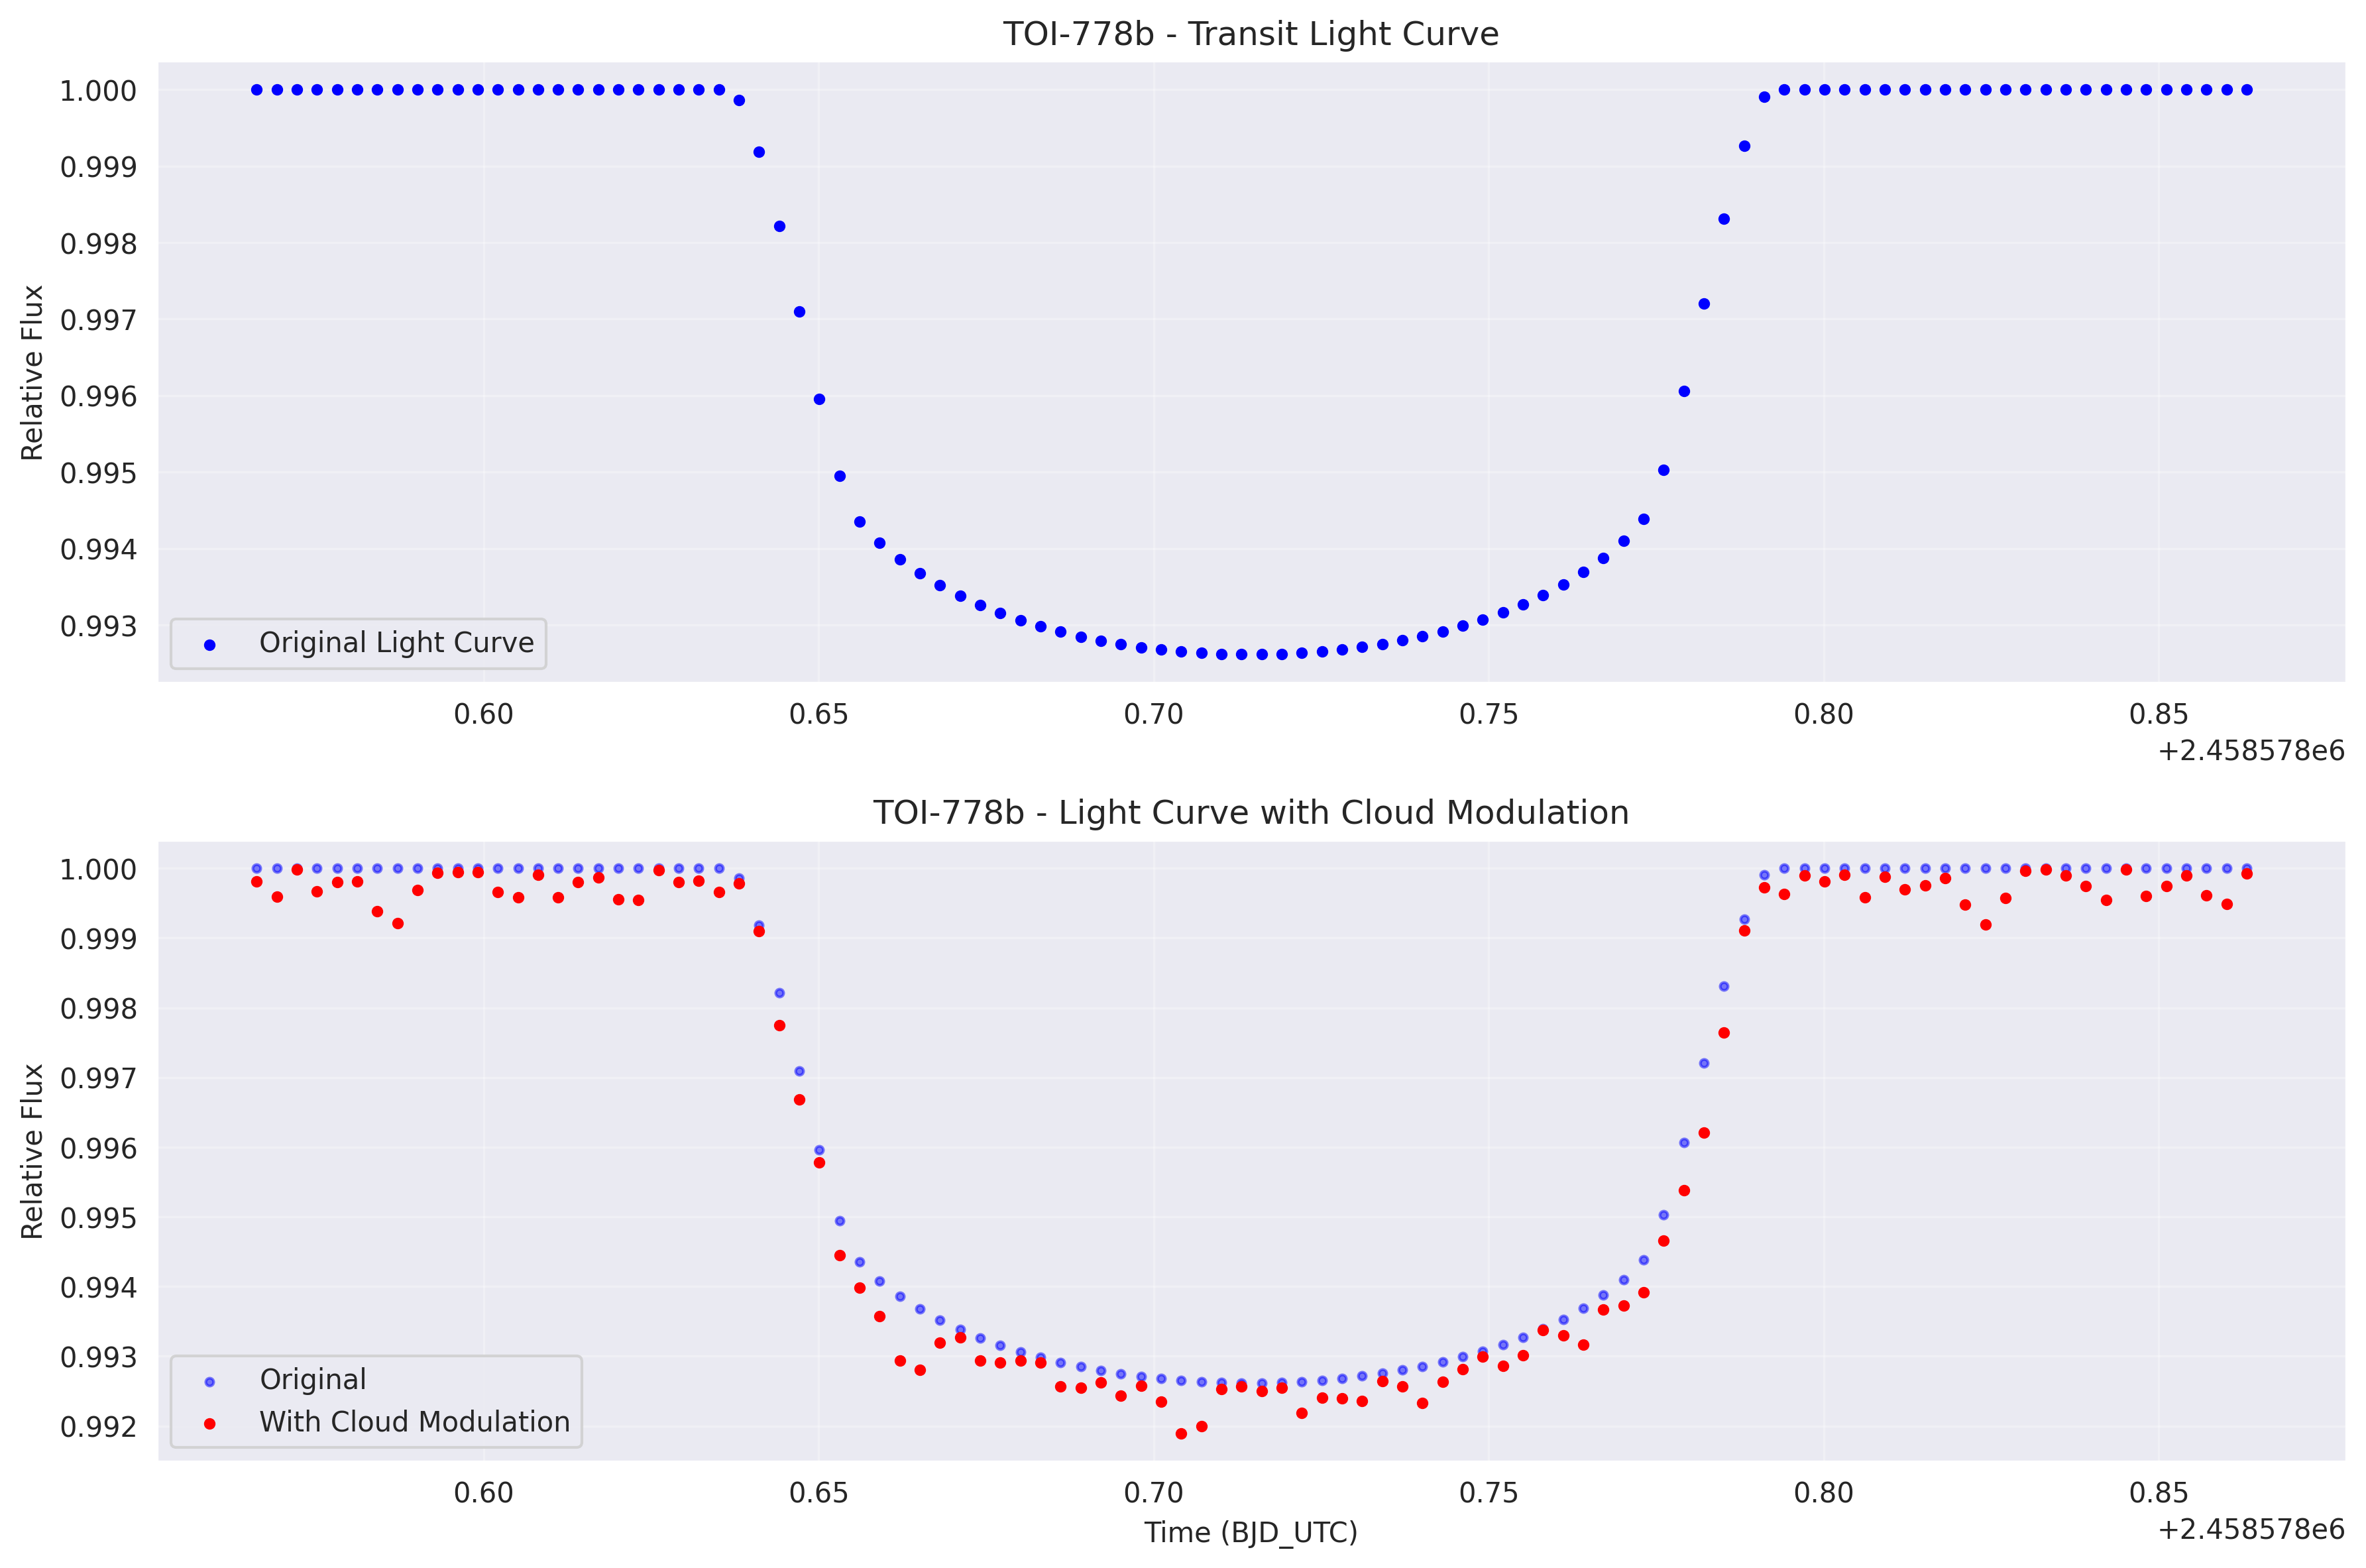 TOI-778b - Transit Light Curve
1.000
0.999
0.998
0.997
0.996
0.995
0.994
0.993
Relative Flux
Original Light Curve
0.60 0.65 0.70 0.75 0.80 0.85
+2.458578e6
TOI-778b - Light Curve with Cloud Modulation
1.000
0.999
0.998
0.997
0.996
0.995
0.994
0.993
0.992
Relative Flux
Original
With Cloud Modulation
0.60 0.65 0.70 0.75 0.80 0.85
+2.458578e6
Time (BJD_UTC)